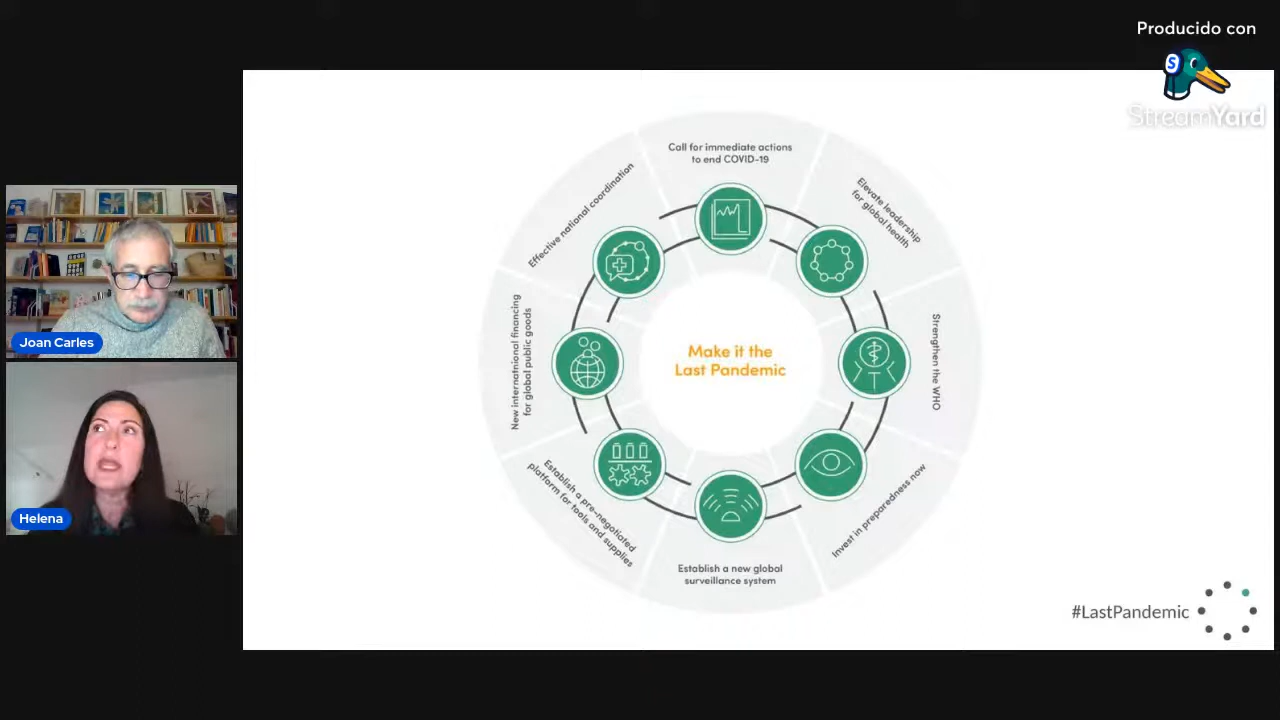 Producido con
StreamYard
Call for immediate actions
to end COVID-19
Elevate leadership
for global health
Strengthen the WHO
Invest in preparedness now
Establish a new global
surveillance system
Establish a pre-negotiated
platform for tools and supplies
New internatnional financing
for global public goods
Effective national coordination
Make it the
Last Pandemic
#LastPandemic
Joan Carles
Helena